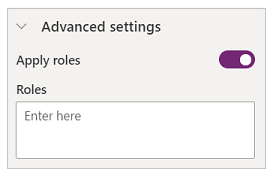 Advanced settings
Apply roles
Roles
Enter here